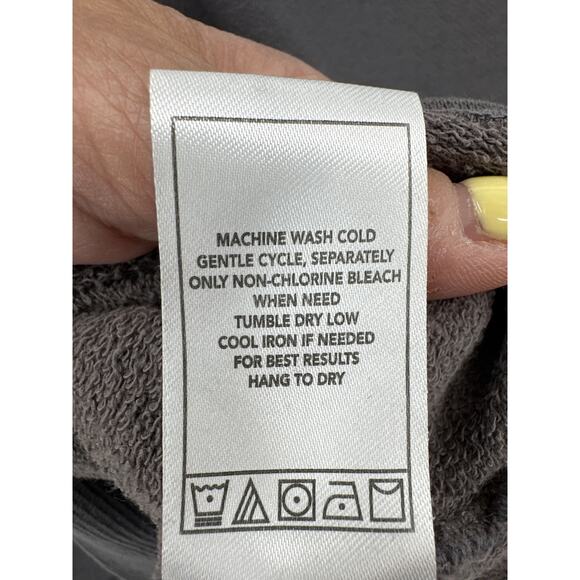 MACHINE WASH COLD
GENTLE CYCLE, SEPARATELY
ONLY NON-CHLORINE BLEACH
WHEN NEED
TUMBLE DRY LOW
COOL IRON IF NEEDED
FOR BEST RESULTS
HANG TO DRY